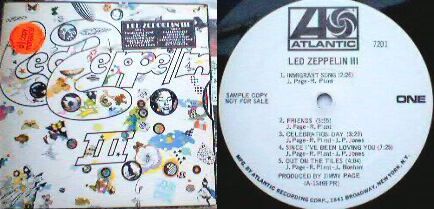 LED ZEPPELIN III
Led Zeppelin
III
ATLANTIC
7201
LED ZEPPELIN III
1. IMMIGRANT SONG (2:26)
J. Page-R. Plant
SAMPLE COPY
NOT FOR SALE
ONE
2. FRIENDS (3:55)
J. Page-R. Plant
3. CELEBRATION DAY (3:29)
J. Page-R. Plant-J.P. Jones
4. SINCE I'VE BEEN LOVING YOU (7:25)
J. Page-R. Plant-J.P. Jones
5. OUT ON THE TILES (4:04)
J. Page-R. Plant-J. Bonham
PRODUCED BY JIMMY PAGE
MFG. BY ATLANTIC RECORDING CORP., 1841 BROADWAY, NEW YORK, N.Y.